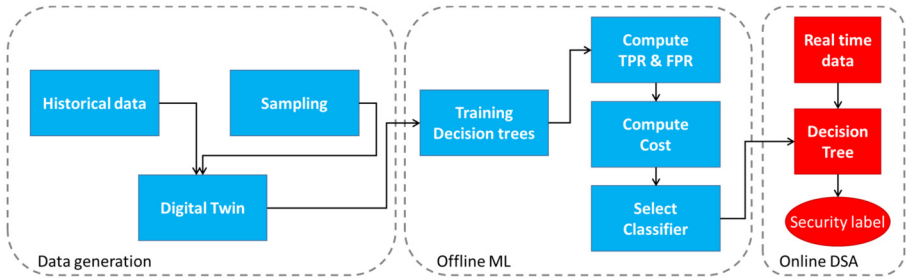 Historical data
Sampling
Digital Twin
Data generation
Training
Decision trees
Compute
TPR & FPR
Compute
Cost
Select
Classifier
Offline ML
Real time
data
Decision
Tree
Security label
Online DSA